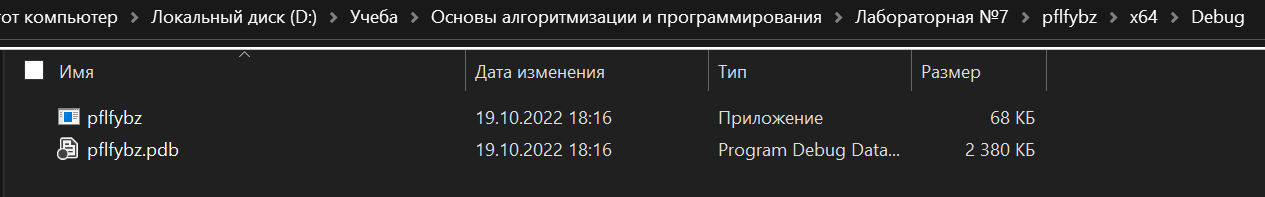 тот компьютер > Локальный диск (D:) > Учеба > Основы алгоритмизации и программирования > Лабораторная №7 > pflfybz > x64 > Debug
Имя Дата изменения Тип Размер
pflfybz 19.10.2022 18:16 Приложение 68 КБ
pflfybz.pdb 19.10.2022 18:16 Program Debug Data... 2 380 КБ